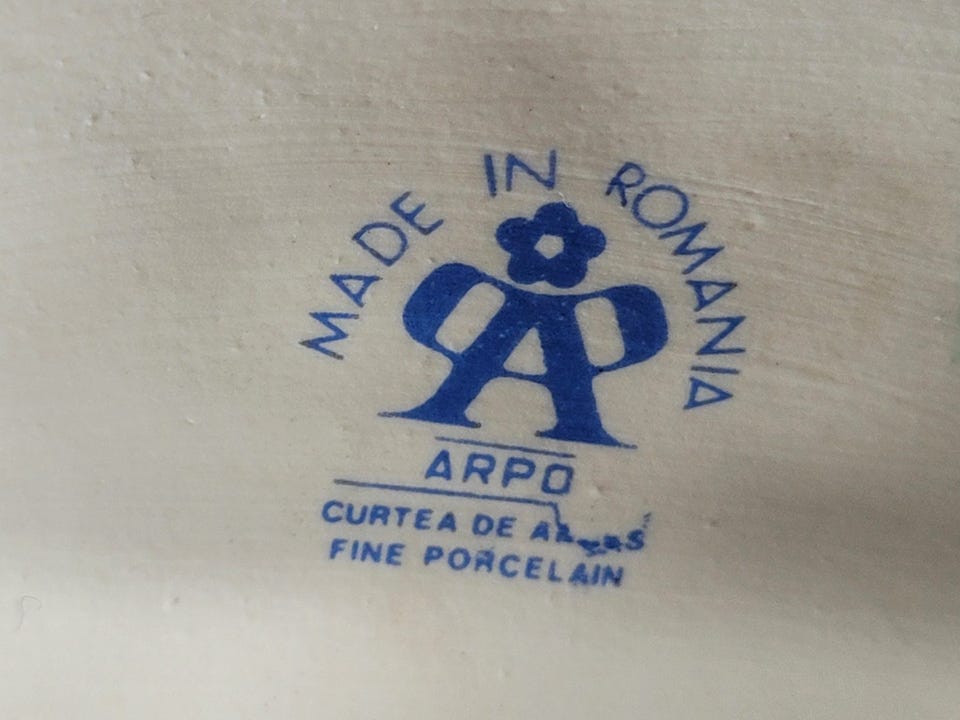 MADE IN ROMANIA
ARPO
CURTEA DE
FINE PORCELAIN